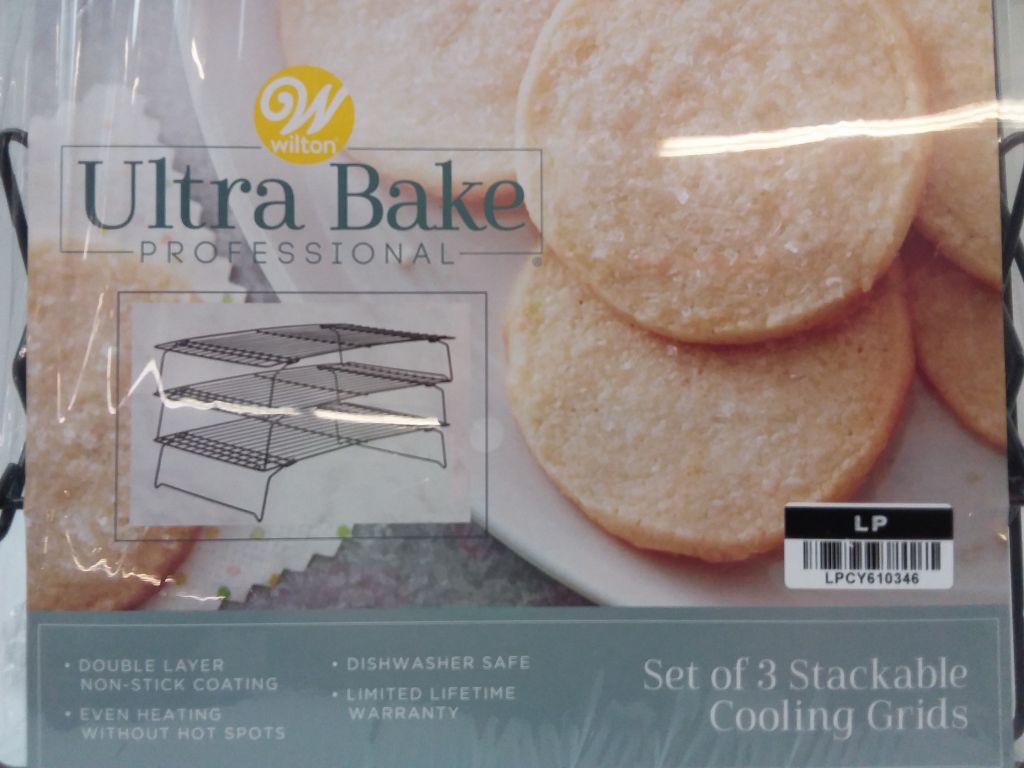 W
wilton
Ultra Bake
PROFESSIONAL
LP
LPCY610346
• DOUBLE LAYER
NON-STICK COATING
• EVEN HEATING
WITHOUT HOT SPOTS
• DISHWASHER SAFE
• LIMITED LIFETIME
WARRANTY
Set of 3 Stackable
Cooling Grids